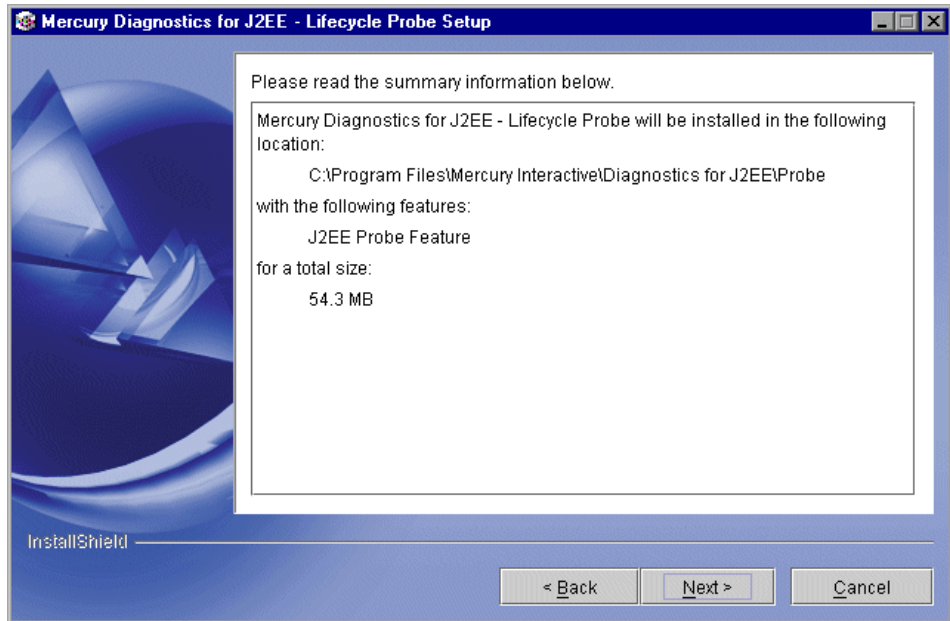 Mercury Diagnostics for J2EE - Lifecycle Probe Setup
Please read the summary information below.
Mercury Diagnostics for J2EE - Lifecycle Probe will be installed in the following
location:
C:\Program Files\Mercury Interactive\Diagnostics for J2EE\Probe
with the following features:
J2EE Probe Feature
for a total size:
54.3 MB
InstallShield
< Back
Next >
Cancel